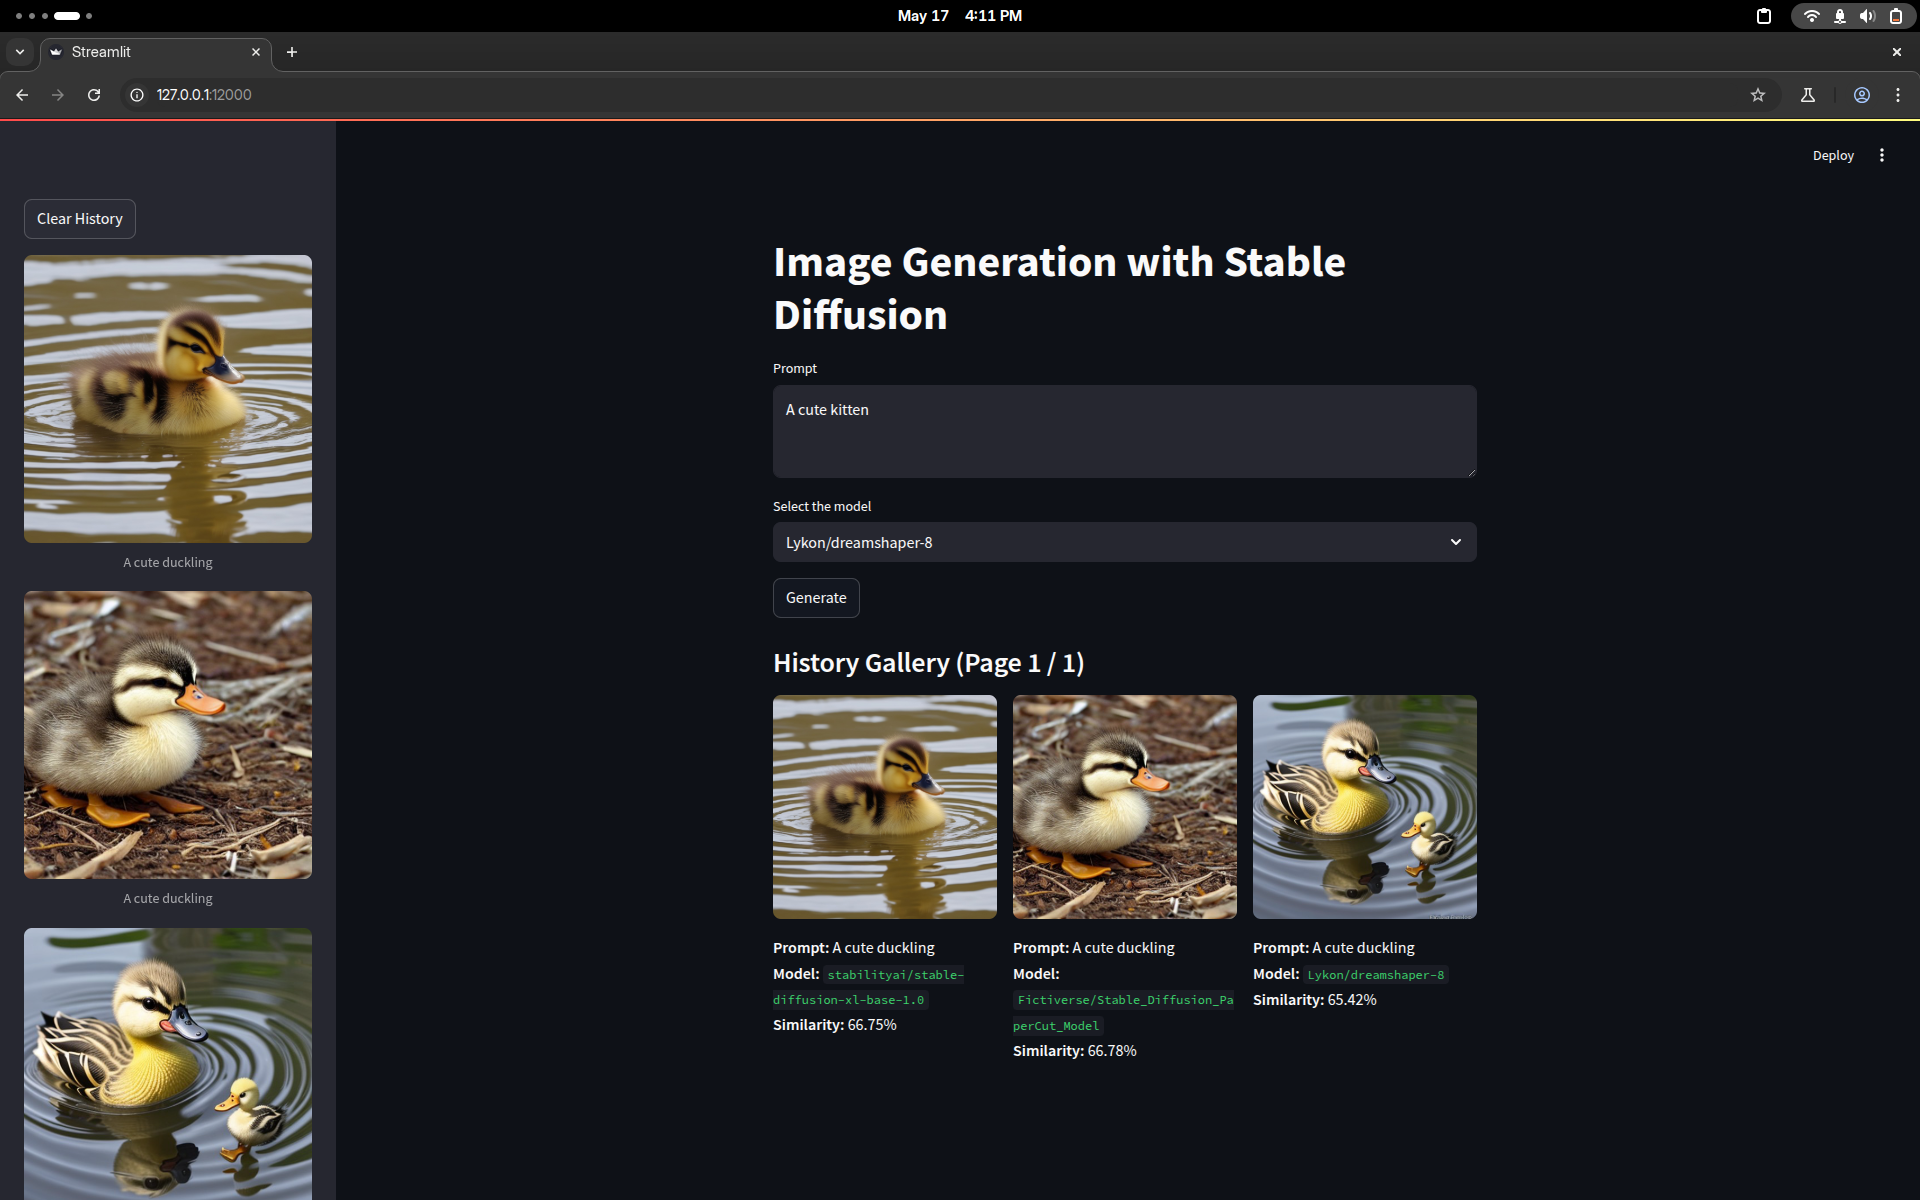 May 17 4:11 PM
Streamlit
127.0.0.1:12000
Deploy
Clear History
A cute duckling
A cute duckling
Image Generation with Stable
Diffusion
Prompt
A cute kitten
Select the model
Lykon/dreamshaper-8
Generate
History Gallery (Page 1 / 1)
Prompt: A cute duckling
Model: stabilityai/stable-
diffusion-xl-base-1.0
Similarity: 66.75%
Prompt: A cute duckling
Model:
Fictiverse/Stable_Diffusion_Pa
perCut_Model
Similarity: 66.78%
Prompt: A cute duckling
Model: Lykon/dreamshaper-8
Similarity: 65.42%